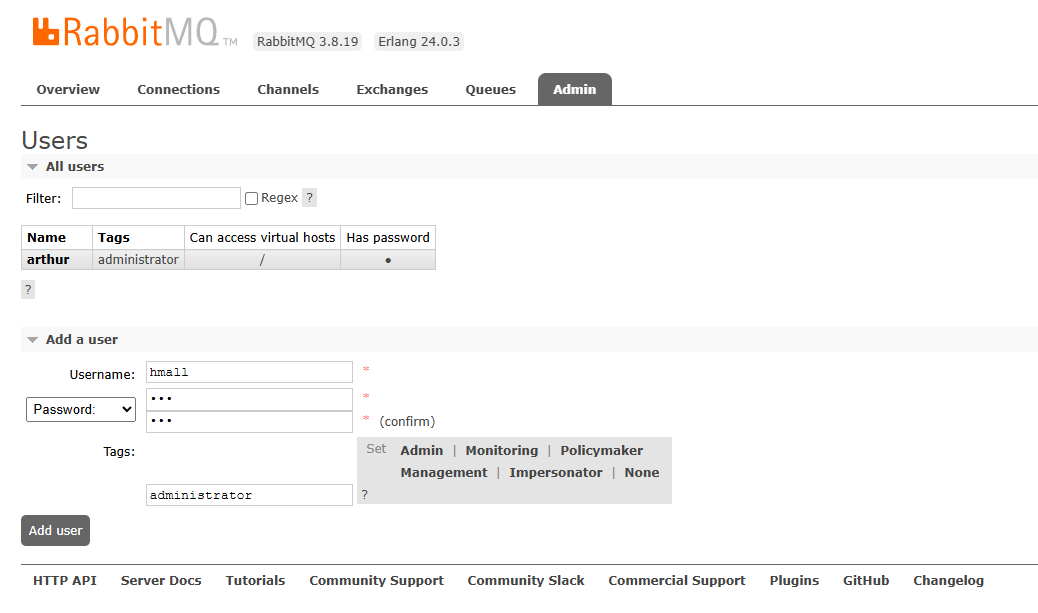 RabbitMQ TM RabbitMQ 3.8.19 Erlang 24.0.3
Overview Connections Channels Exchanges Queues Admin
Users
All users
Filter: Regex ?
Name Tags Can access virtual hosts Has password
arthur administrator / •
?
Add a user
Username: hmall *
Password: ••• *
••• * (confirm)
Tags: Set Admin | Monitoring | Policymaker
Management | Impersonator | None
administrator ?
Add user
HTTP API Server Docs Tutorials Community Support Community Slack Commercial Support Plugins GitHub Changelog